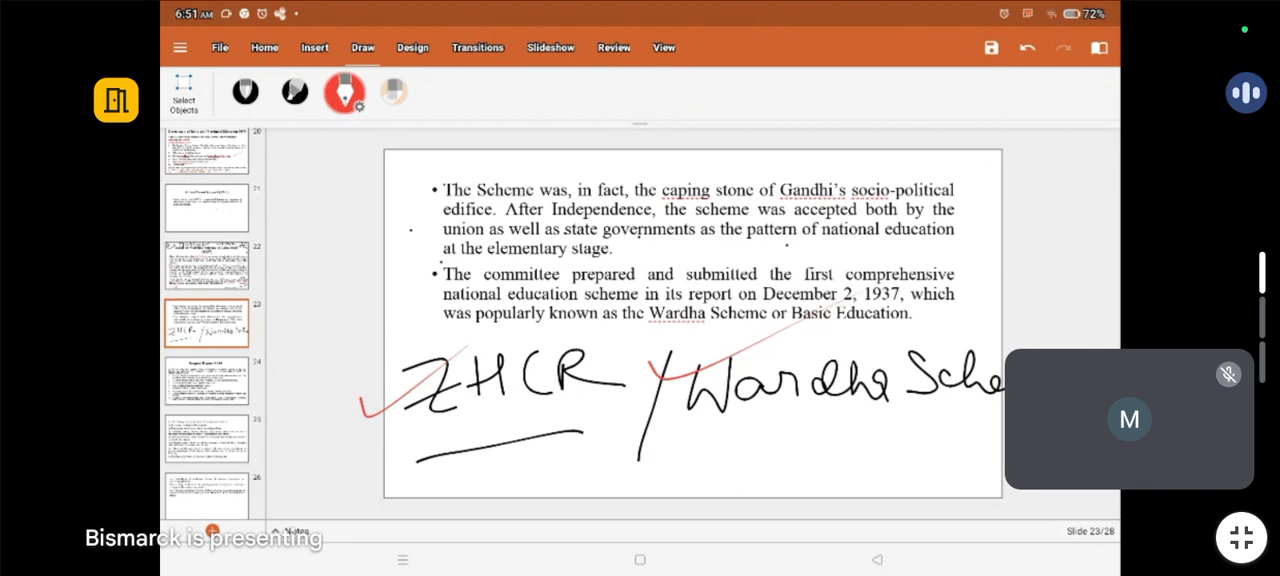 6:51 AM
72%
File Home Insert Draw Design Transitions Slideshow Review View
Select
Objects
20
21
22
23
24
25
26
• The Scheme was, in fact, the caping stone of Gandhi's socio-political
edifice. After Independence, the scheme was accepted both by the
union as well as state governments as the pattern of national education
at the elementary stage.
• The committee prepared and submitted the first comprehensive
national education scheme in its report on December 2, 1937, which
was popularly known as the Wardha Scheme or Basic Education.
ZHCR / Wardha Sche
M
Notes
Bismarck is presenting
Slide 23/28